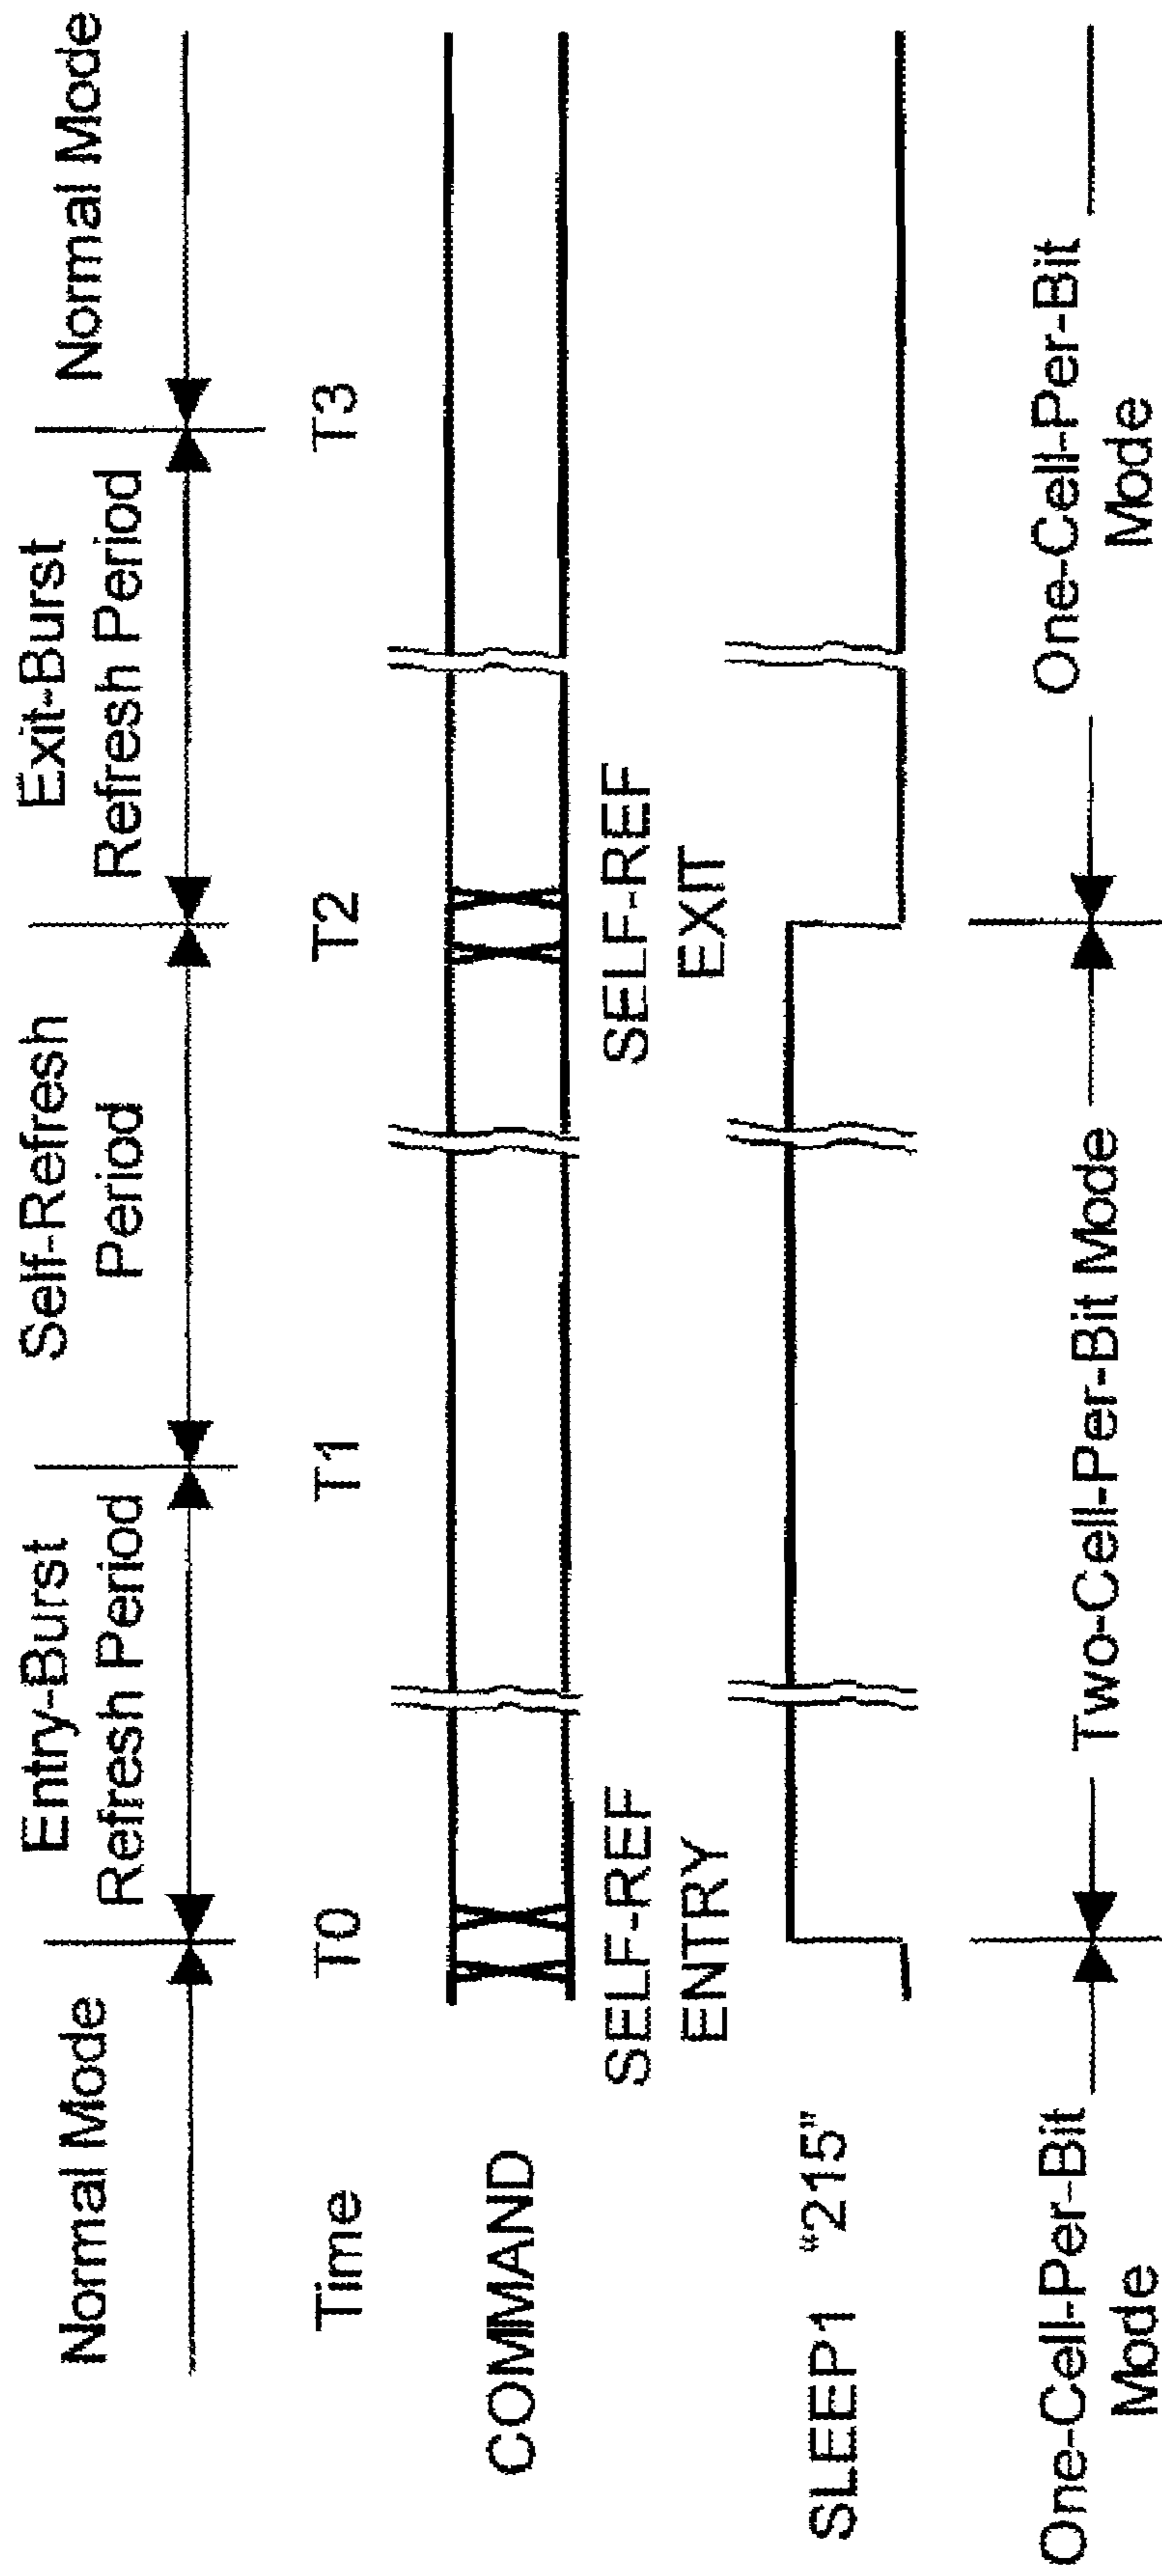 Normal Mode
Entry-Burst
Refresh Period
Self-Refresh
Period
Exit-Burst
Refresh Period
Normal Mode
Time
T0
T1
T2
T3
COMMAND
SELF-REF
ENTRY
SELF-REF
EXIT
SLEEP1 "215"
One-Cell-Per-Bit
Mode
Two-Cell-Per-Bit Mode
One-Cell-Per-Bit
Mode